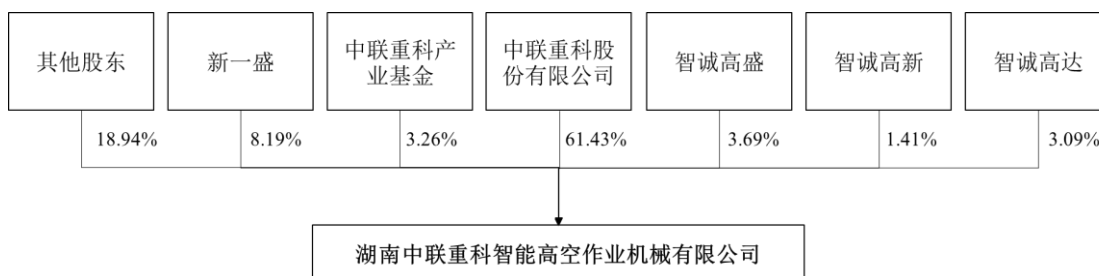 其他股东
新一盛
中联重科产
业基金
中联重科股
份有限公司
智诚高盛
智诚高新
智诚高达
18.94%
8.19%
3.26%
61.43%
3.69%
1.41%
3.09%
湖南中联重科智能高空作业机械有限公司